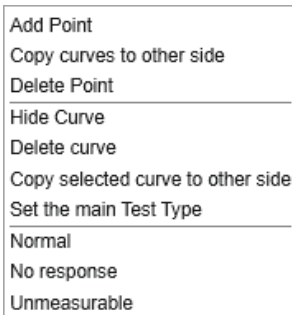 Add Point
Copy curves to other side
Delete Point
Hide Curve
Delete curve
Copy selected curve to other side
Set the main Test Type
Normal
No response
Unmeasurable